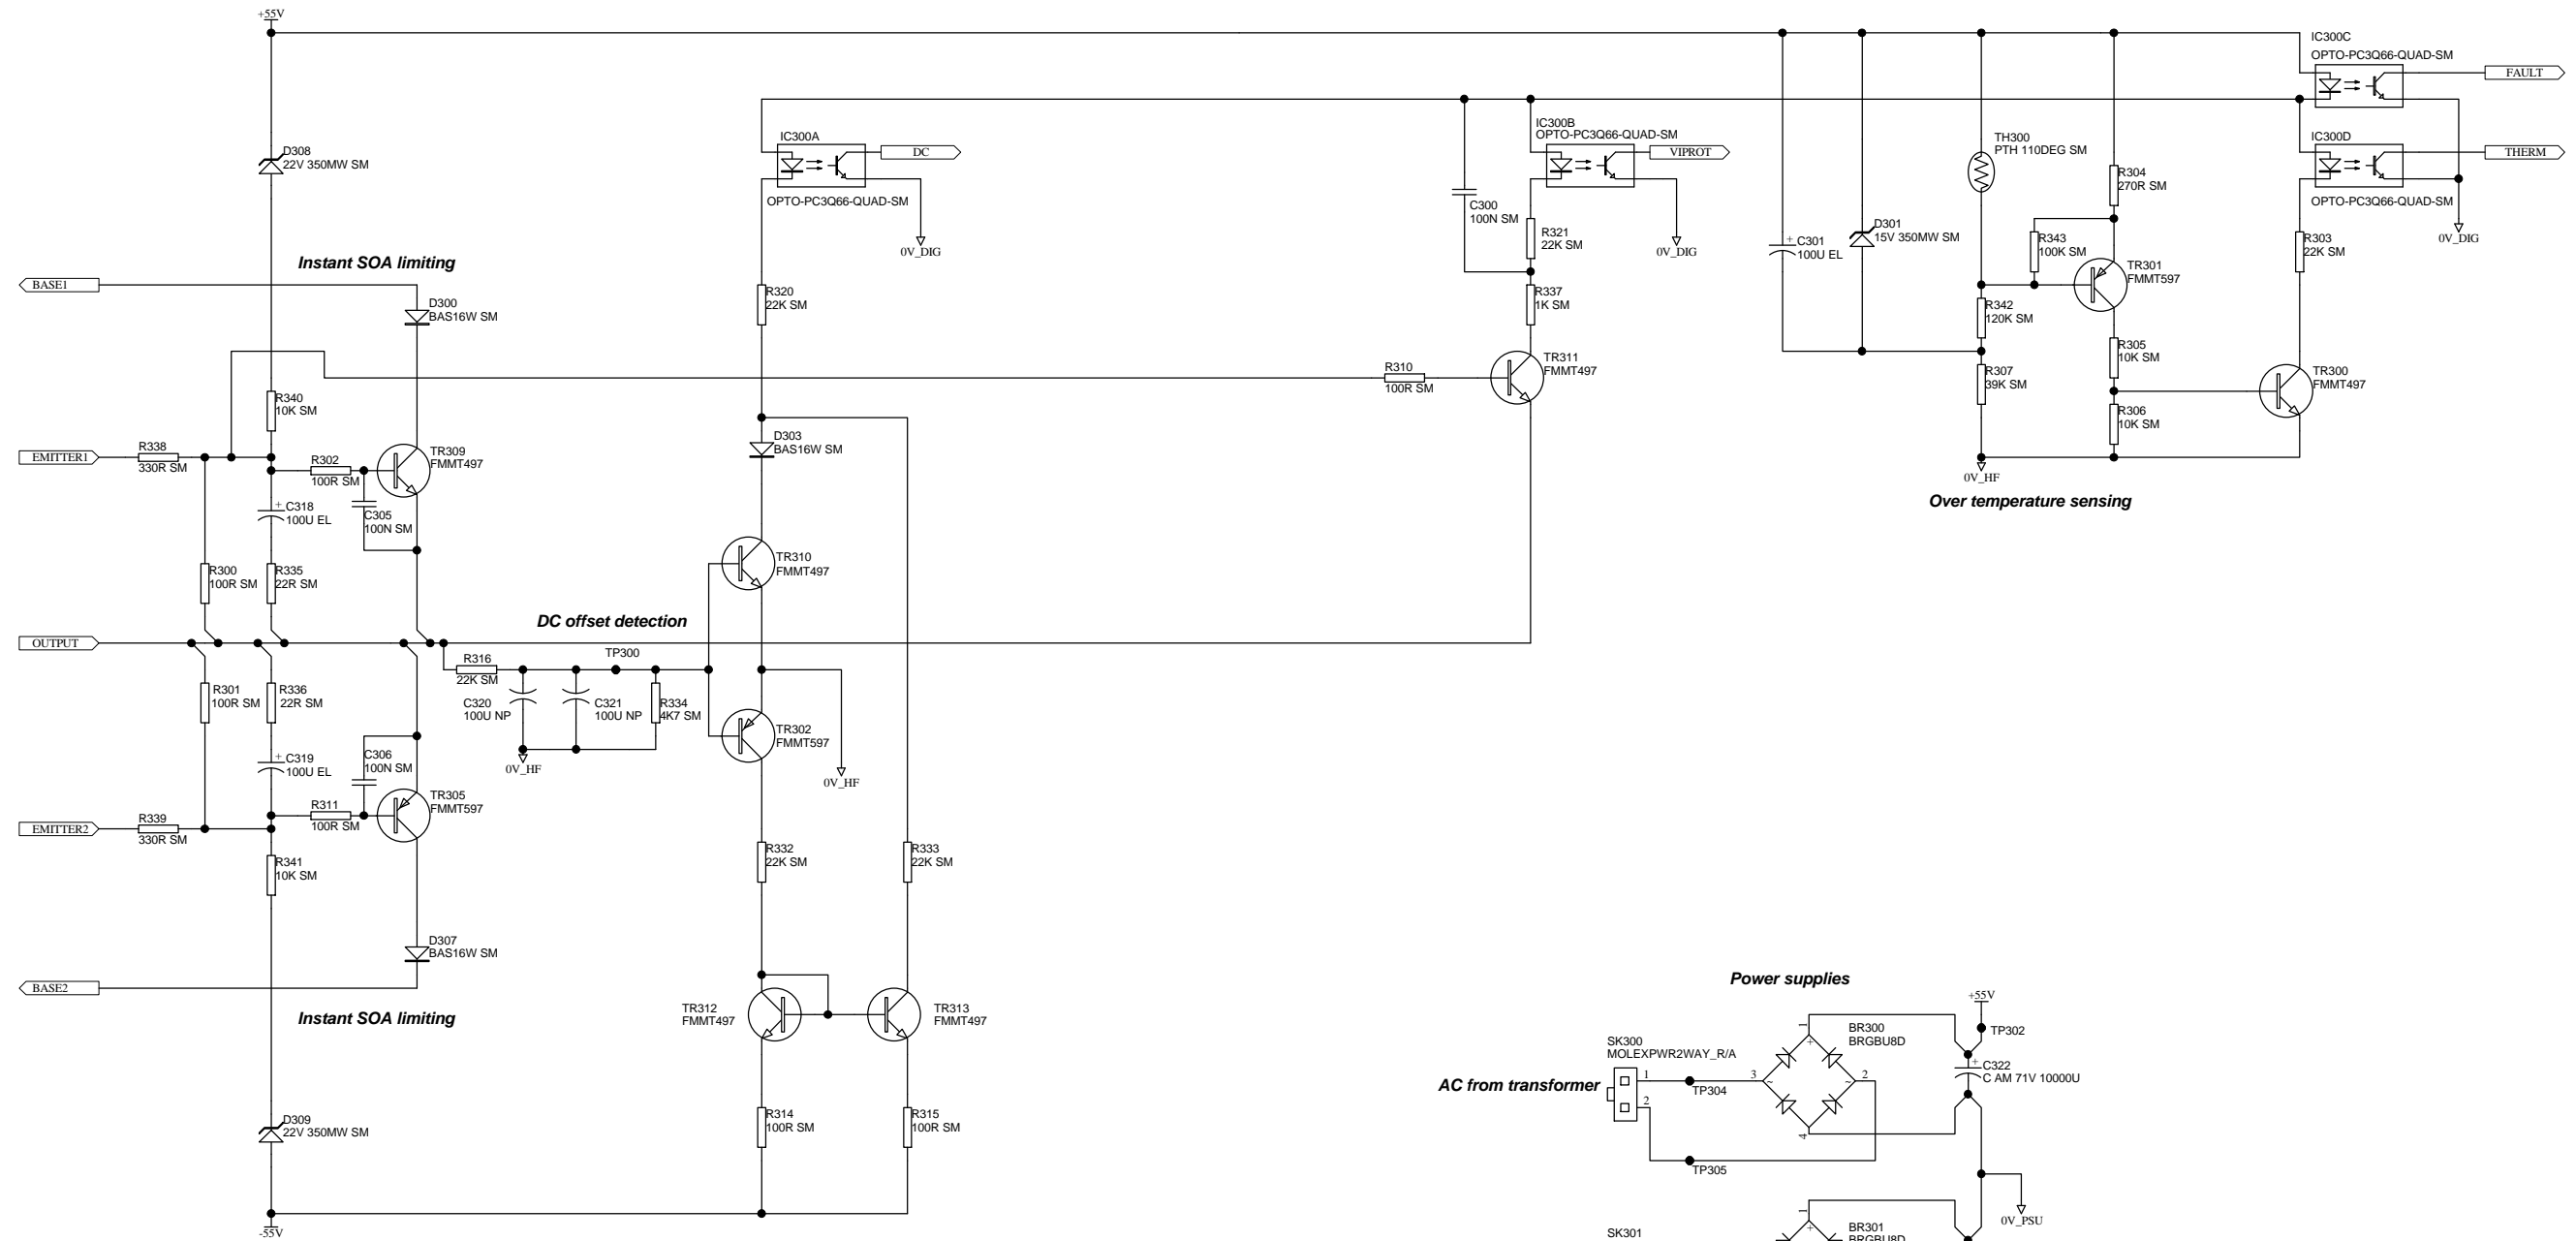 +55V
IC300C
OPTO-PC3Q66-QUAD-SM
FAULT
D308
22V 350MW SM
IC300A
DC
OPTO-PC3Q66-QUAD-SM
0V_DIG
IC300B
OPTO-PC3Q66-QUAD-SM
VIPROT
C300
100N SM
R321
22K SM
0V_DIG
TH300
PTH 110DEG SM
R304
270R SM
IC300D
THERM
OPTO-PC3Q66-QUAD-SM
0V_DIG
C301
100U EL
D301
15V 350MW SM
R343
100K SM
R303
22K SM
TR301
FMMT597
Instant SOA limiting
BASE1
D300
BAS16W SM
R320
22K SM
R337
1K SM
R342
120K SM
R305
10K SM
R310
100R SM
TR311
FMMT497
R307
39K SM
TR300
FMMT497
R340
10K SM
R306
10K SM
D303
BAS16W SM
EMITTER1
R338
330R SM
R302
100R SM
TR309
FMMT497
0V_HF
Over temperature sensing
C318
100U EL
C305
100N SM
R300
100R SM
R335
22R SM
TR310
FMMT497
DC offset detection
OUTPUT
R316
22K SM
TP300
R301
100R SM
R336
22R SM
C320
100U NP
C321
100U NP
R334
4K7 SM
TR302
FMMT597
0V_HF
0V_HF
C319
100U EL
C306
100N SM
TR305
FMMT597
EMITTER2
R339
330R SM
R311
100R SM
R341
10K SM
R332
22K SM
R333
22K SM
D307
BAS16W SM
BASE2
Instant SOA limiting
TR312
FMMT497
TR313
FMMT497
Power supplies
+55V
TP302
SK300
MOLEXPWR2WAY_R/A
BR300
BRGBU8D
C322
C AM 71V 10000U
AC from transformer
1
2
TP304
1
+
3
~
~
2
4
TP305
D309
22V 350MW SM
R314
100R SM
R315
100R SM
-55V
0V_PSU
SK301
1
+
BR301
BRGBU8D